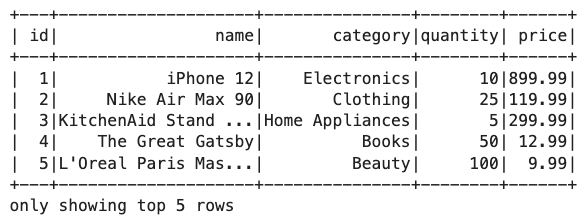 +---+-------------------+---------------+--------+------+
| id|               name|       category|quantity| price|
+---+-------------------+---------------+--------+------+
|  1|          iPhone 12|    Electronics|      10|899.99|
|  2|    Nike Air Max 90|       Clothing|      25|119.99|
|  3|KitchenAid Stand ...|Home Appliances|       5|299.99|
|  4|   The Great Gatsby|          Books|      50| 12.99|
|  5|L'Oreal Paris Mas...|         Beauty|     100|  9.99|
+---+-------------------+---------------+--------+------+
only showing top 5 rows